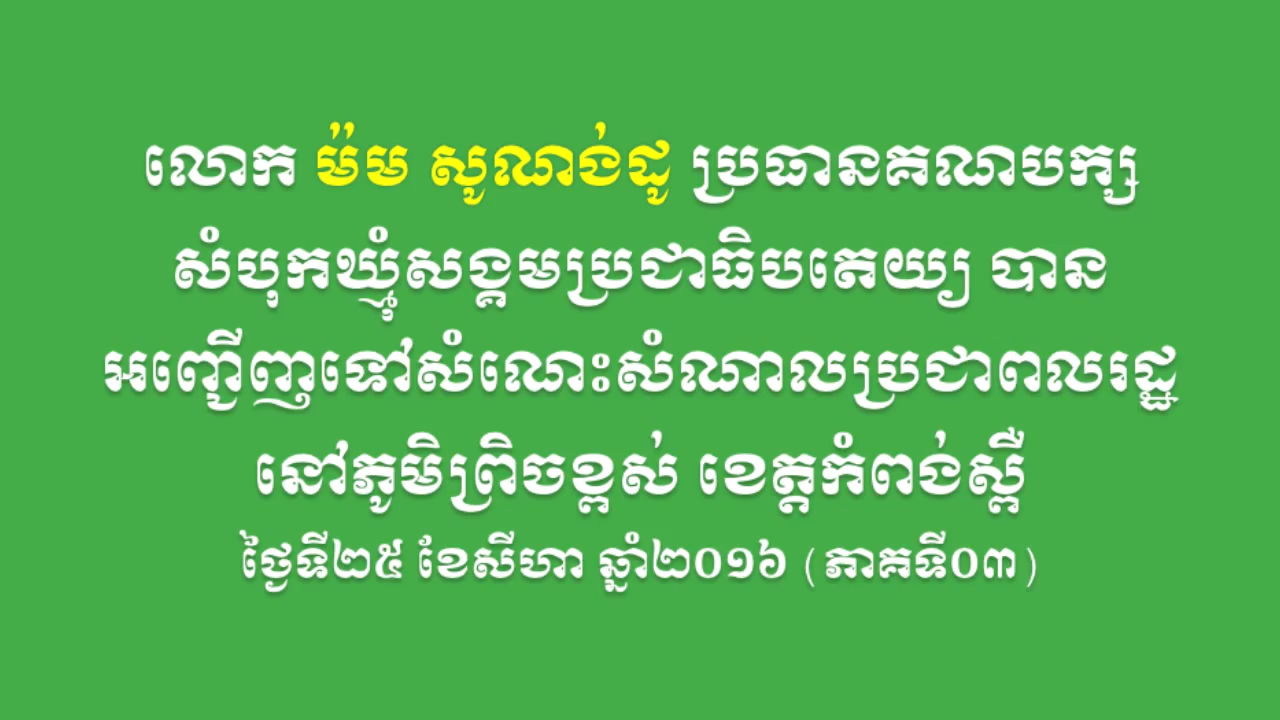 លោក ម៉ម សូណង់ដូ ប្រធានគណបក្ស
សំបុកឃ្មុំសង្គមប្រជាធិបតេយ្យ បាន
អញ្ជើញទៅសំណេះសំណាលប្រជាពលរដ្ឋ
នៅភូមិព្រិចខ្ពស់ ខេត្តកំពង់ស្ពឺ
ថ្ងៃទី២៥ ខែសីហា ឆ្នាំ២០១៦ (ភាគទី០៣)